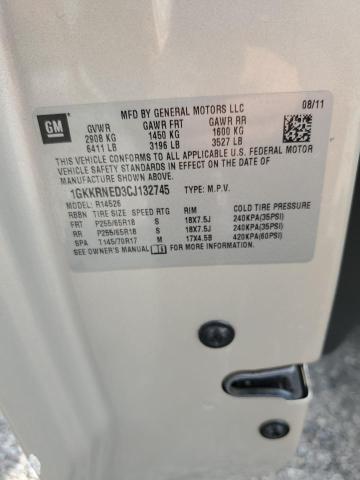 MFD BY GENERAL MOTORS LLC 08/11
GM
GVWR GAWR FRT GAWR RR
2908 KG 1450 KG 1600 KG
6411 LB 3196 LB 3527 LB
THIS VEHICLE CONFORMS TO ALL APPLICABLE U.S. FEDERAL MOTOR
VEHICLE SAFETY AND THEFT PREVENTION STANDARDS IN
EFFECT ON THE DATE OF MANUFACTURE SHOWN ABOVE.
1GKKRNED3CJ132745 TYPE: M.P.V.
MODEL: R14526
RBBN TIRE SIZE SPEED RTG RIM COLD TIRE PRESSURE
FRT P255/65R18 S 18X7.5J 240KPA(35PSI)
RR P255/65R18 S 18X7.5J 240KPA(35PSI)
SPA T145/70R17 M 17X4.5B 420KPA(60PSI)
SEE OWNER'S MANUAL FOR MORE INFORMATION